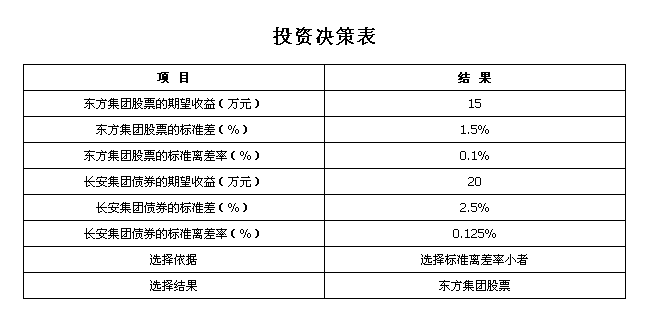 投资决策表
项 目 结 果
东方集团股票的期望收益(万元) 15
东方集团股票的标准差(%) 1.5%
东方集团股票的标准离差率(%) 0.1%
长安集团债券的期望收益(万元) 20
长安集团债券的标准差(%) 2.5%
长安集团债券的标准离差率(%) 0.125%
选择依据 选择标准离差率小者
选择结果 东方集团股票